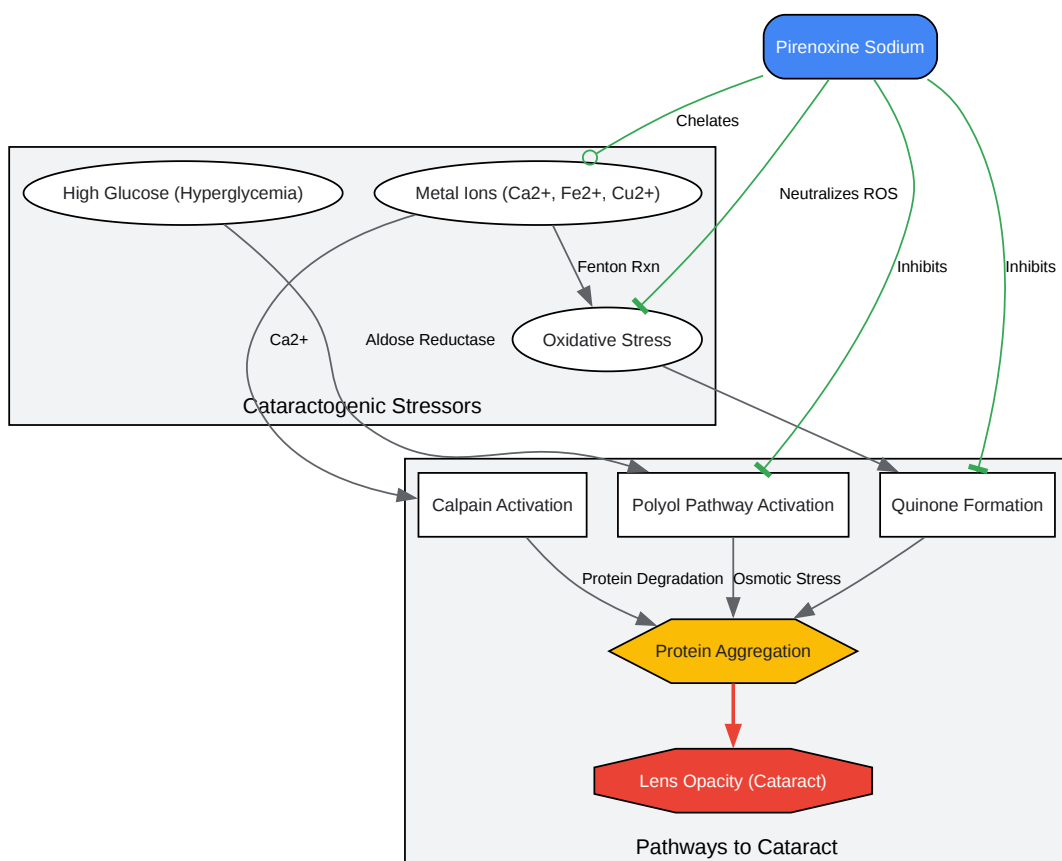 Pirenoxine Sodium
Chelates
High Glucose (Hyperglycemia)
Metal Ions (Ca2+, Fe2+, Cu2+)
Neutralizes ROS
Fenton Rxn
Inhibits
Inhibits
Ca2+
Aldose Reductase
Oxidative Stress
Cataractogenic Stressors
Calpain Activation
Polyol Pathway Activation
Quinone Formation
Protein Degradation
Osmotic Stress
Protein Aggregation
Lens Opacity (Cataract)
Pathways to Cataract